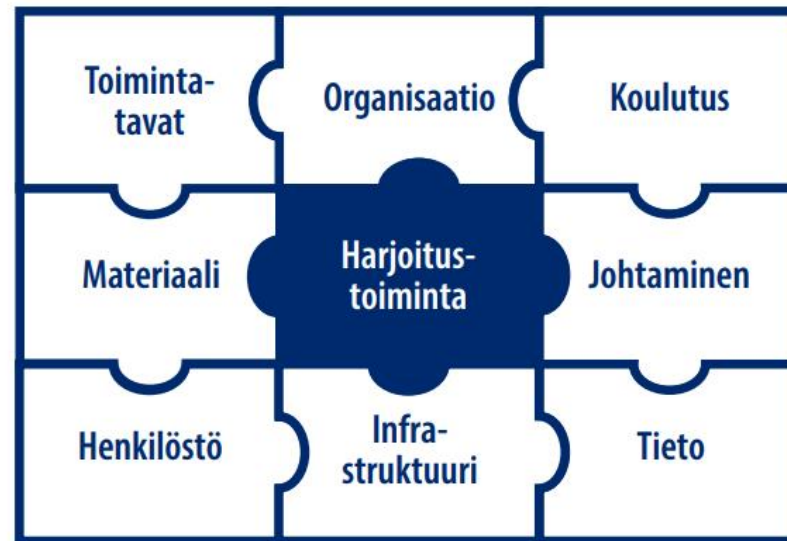 Toiminta-
tavat
Organisaatio
Koulutus
Materiaali
Harjoitus-
toiminta
Johtaminen
Henkilöstö
Infra-
struktuuri
Tieto